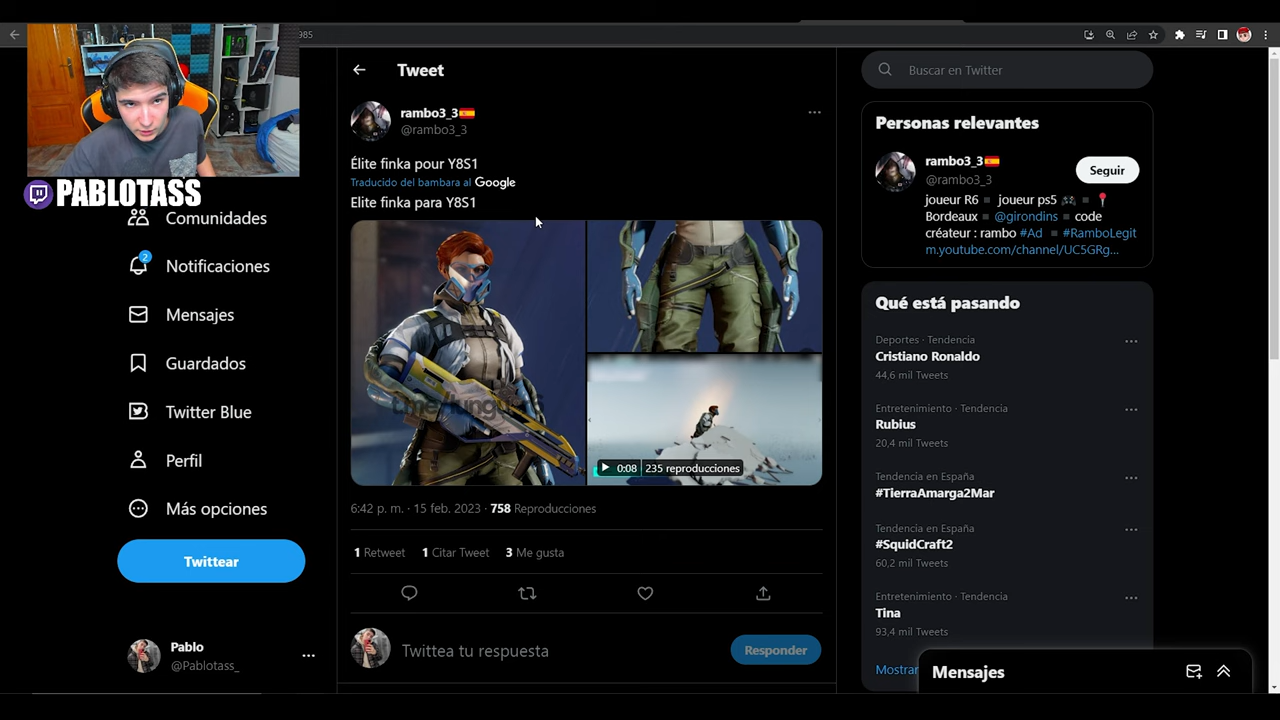 985
PABLOTASS
Comunidades
2
Notificaciones
Mensajes
Guardados
Twitter Blue
Perfil
Más opciones
Twittear
Pablo
@Pablotass_
Tweet
rambo3_3
@rambo3_3
Élite finka pour Y8S1
Traducido del bambara al Google
Elite finka para Y8S1
0:08 235 reproducciones
6:42 p. m. · 15 feb. 2023 · 758 Reproducciones
1 Retweet 1 Citar Tweet 3 Me gusta
Twittea tu respuesta
Responder
Buscar en Twitter
Personas relevantes
rambo3_3
@rambo3_3
Seguir
joueur R6 ▪ joueur ps5 🎮 ▪ 📍
Bordeaux ▪ @girondins ▪ code
créateur : rambo #Ad ▪ #RamboLegit
m.youtube.com/channel/UC5GRg...
Qué está pasando
Deportes · Tendencia
Cristiano Ronaldo
44,6 mil Tweets
Entretenimiento · Tendencia
Rubius
20,4 mil Tweets
Tendencia en España
#TierraAmarga2Mar
Tendencia en España
#SquidCraft2
60,2 mil Tweets
Entretenimiento · Tendencia
Tina
93,4 mil Tweets
Mostrar
Mensajes